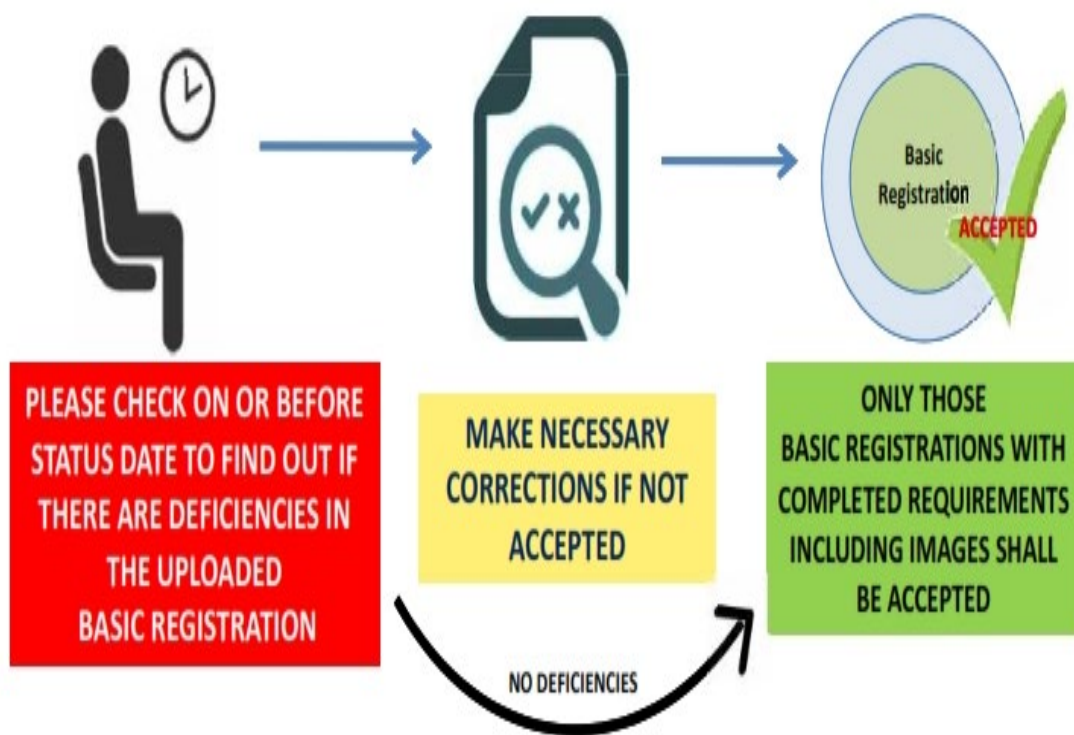 Basic
Registration
ACCEPTED
PLEASE CHECK ON OR BEFORE
STATUS DATE TO FIND OUT IF
THERE ARE DEFICIENCIES IN
THE UPLOADED
BASIC REGISTRATION
MAKE NECESSARY
CORRECTIONS IF NOT
ACCEPTED
ONLY THOSE
BASIC REGISTRATIONS WITH
COMPLETED REQUIREMENTS
INCLUDING IMAGES SHALL
BE ACCEPTED
NO DEFICIENCIES